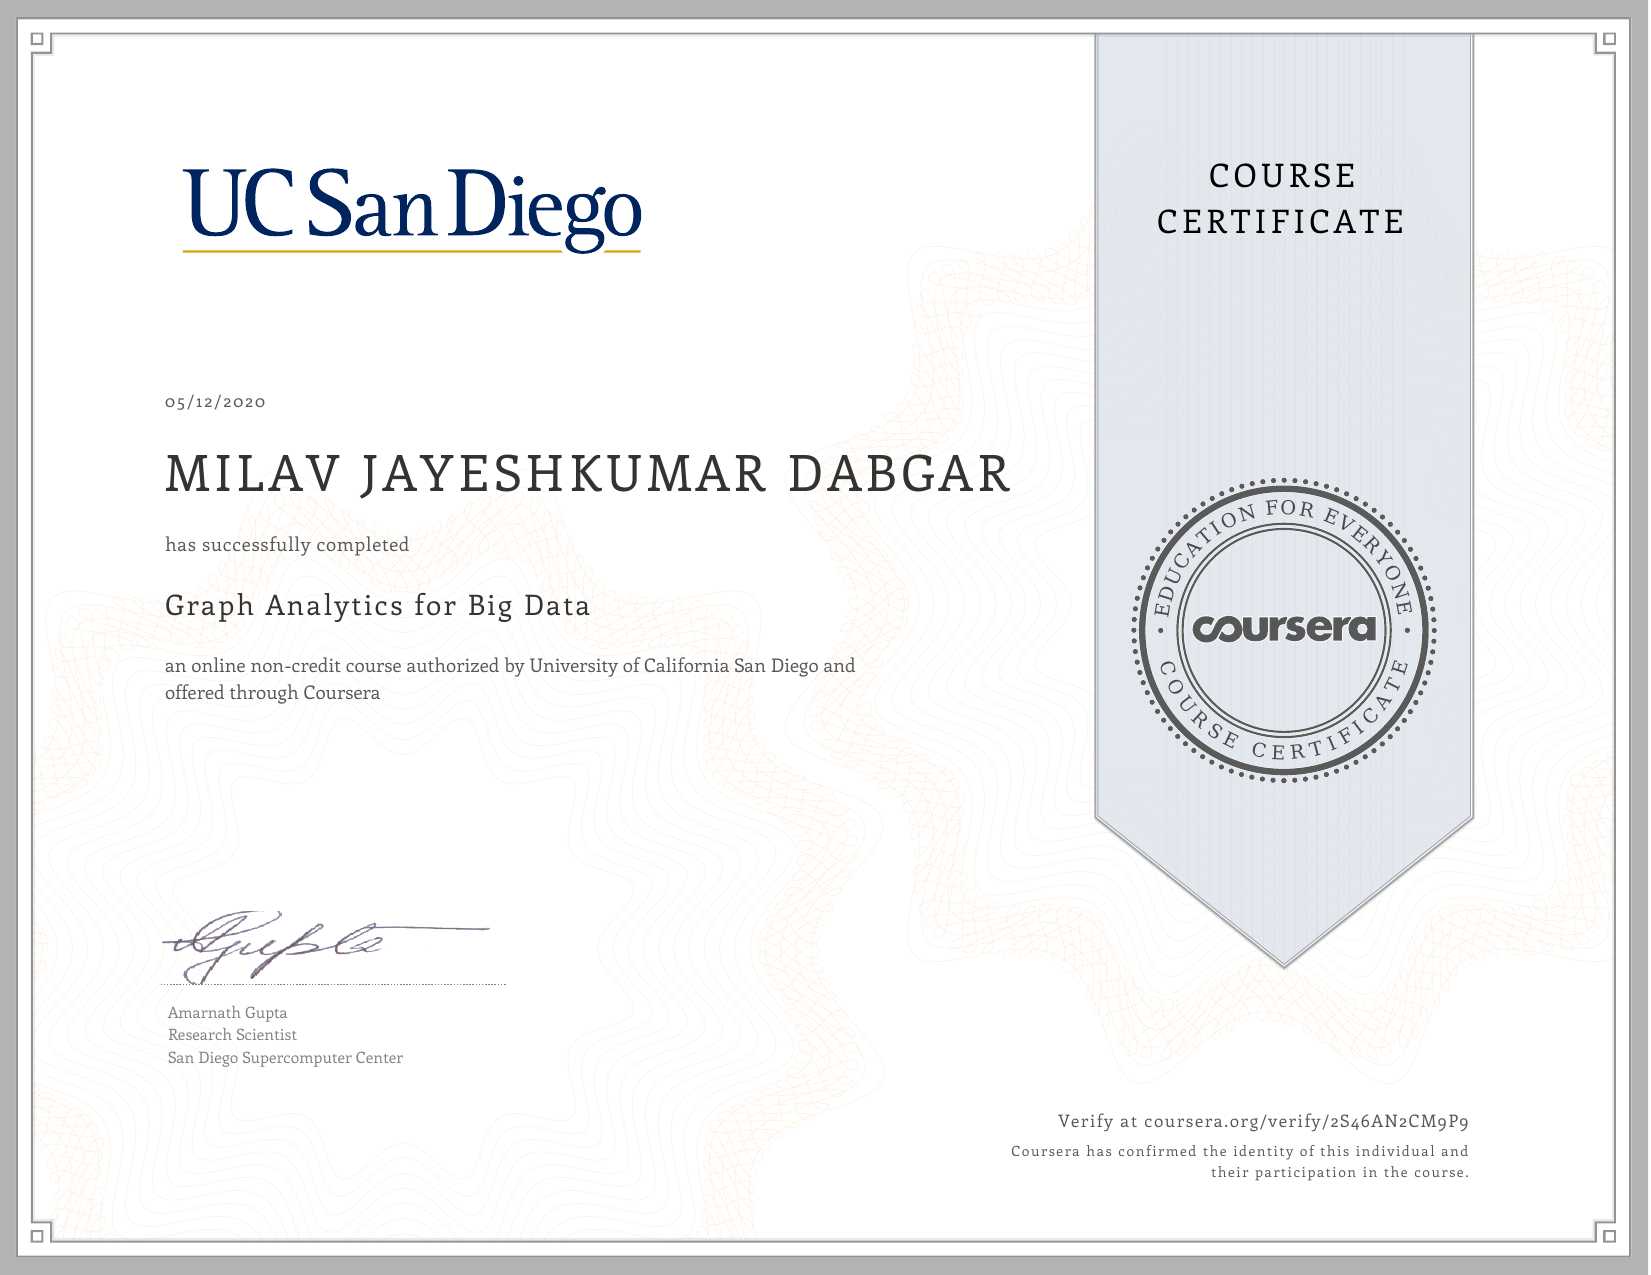 UC San Diego
COURSE
CERTIFICATE
05/12/2020
MILAV JAYESHKUMAR DABGAR
has successfully completed
Graph Analytics for Big Data
an online non-credit course authorized by University of California San Diego and
offered through Coursera
EDUCATION FOR EVERYONE
coursera
COURSE CERTIFICATE
AGupta
Amarnath Gupta
Research Scientist
San Diego Supercomputer Center
Verify at coursera.org/verify/2S46AN2CM9P9
Coursera has confirmed the identity of this individual and
their participation in the course.